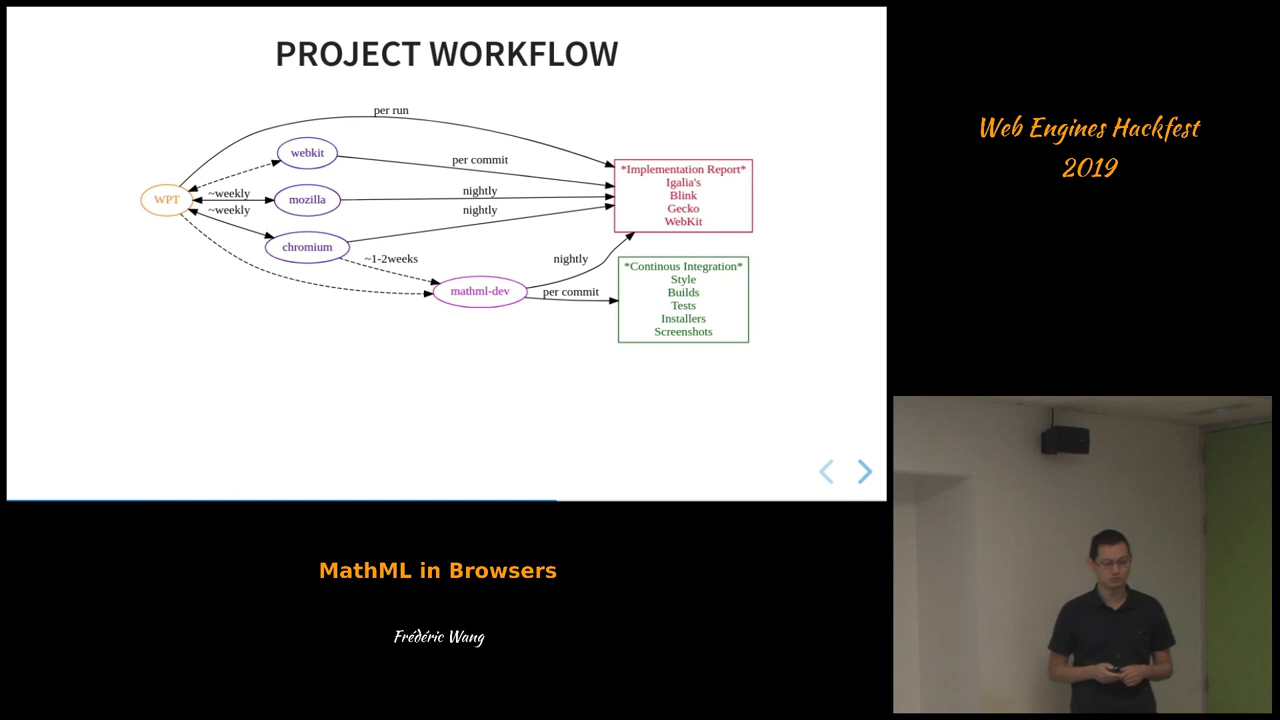 PROJECT WORKFLOW
per run
webkit
per commit
WPT
~weekly
~weekly
mozilla
nightly
nightly
chromium
~1-2weeks
mathml-dev
nightly
per commit
*Implementation Report*
Igalia's
Blink
Gecko
WebKit
*Continous Integration*
Style
Builds
Tests
Installers
Screenshots
Web Engines Hackfest
2019
MathML in Browsers
Frédéric Wang